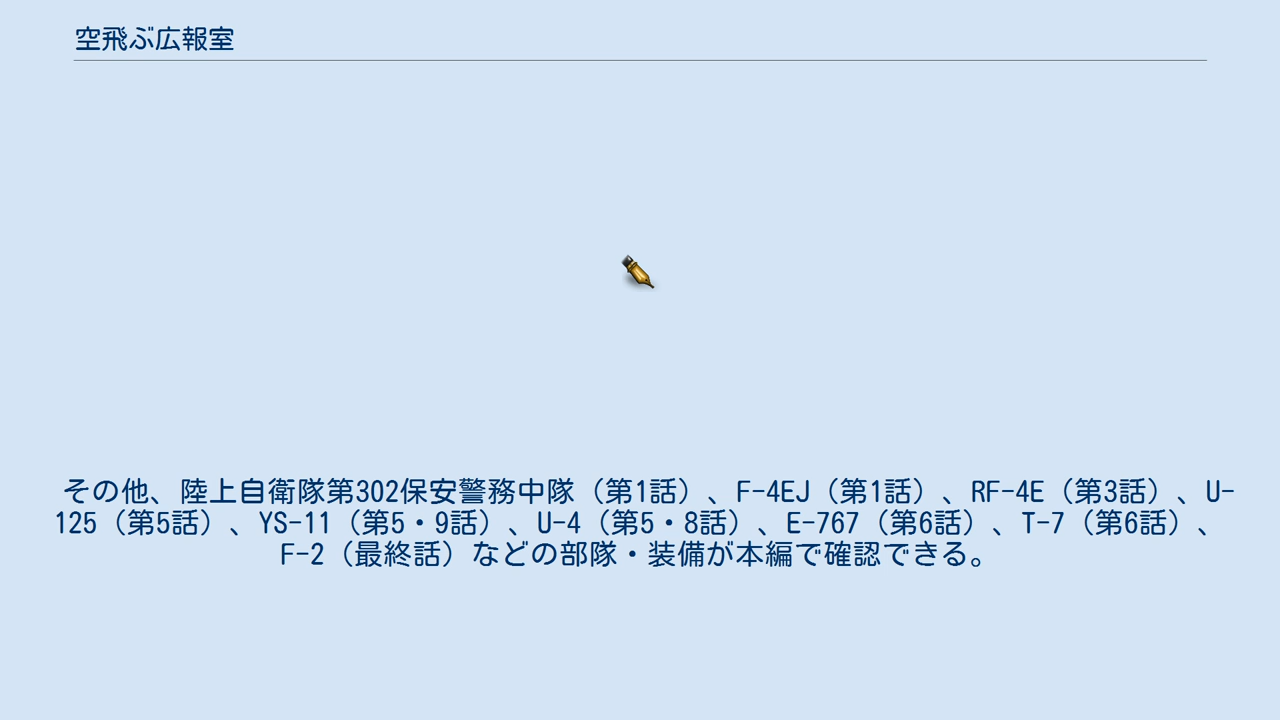 空飛ぶ広報室
その他、陸上自衛隊第302保安警務中隊（第1話）、F-4EJ（第1話）、RF-4E（第3話）、U-
125（第5話）、YS-11（第5・9話）、U-4（第5・8話）、E-767（第6話）、T-7（第6話）、
F-2（最終話）などの部隊・装備が本編で確認できる。